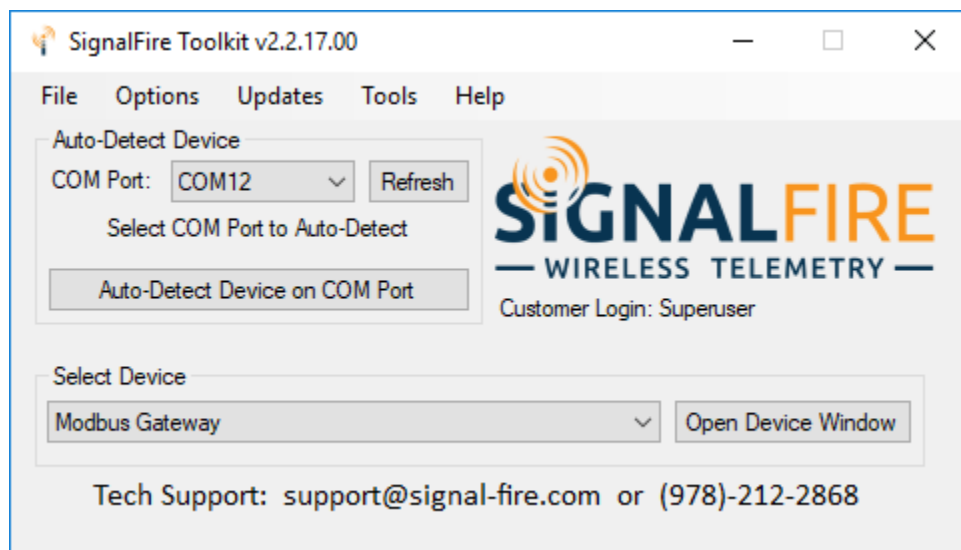 SignalFire Toolkit v2.2.17.00
File Options Updates Tools Help
Auto-Detect Device
COM Port: COM12 Refresh
Select COM Port to Auto-Detect
Auto-Detect Device on COM Port
SIGNALFIRE
WIRELESS TELEMETRY
Customer Login: Superuser
Select Device
Modbus Gateway Open Device Window
Tech Support: support@signal-fire.com or (978)-212-2868